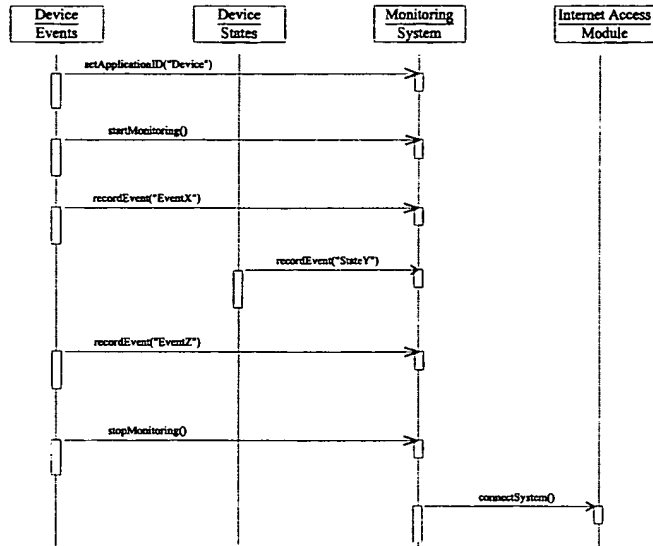 Device
Events
Device
States
Monitoring
System
Internet Access
Module
setApplicationID("Device")
startMonitoring()
recordEvent("EventX")
recordEvent("StateY")
recordEvent("EventZ")
stopMonitoring()
connectSystem()